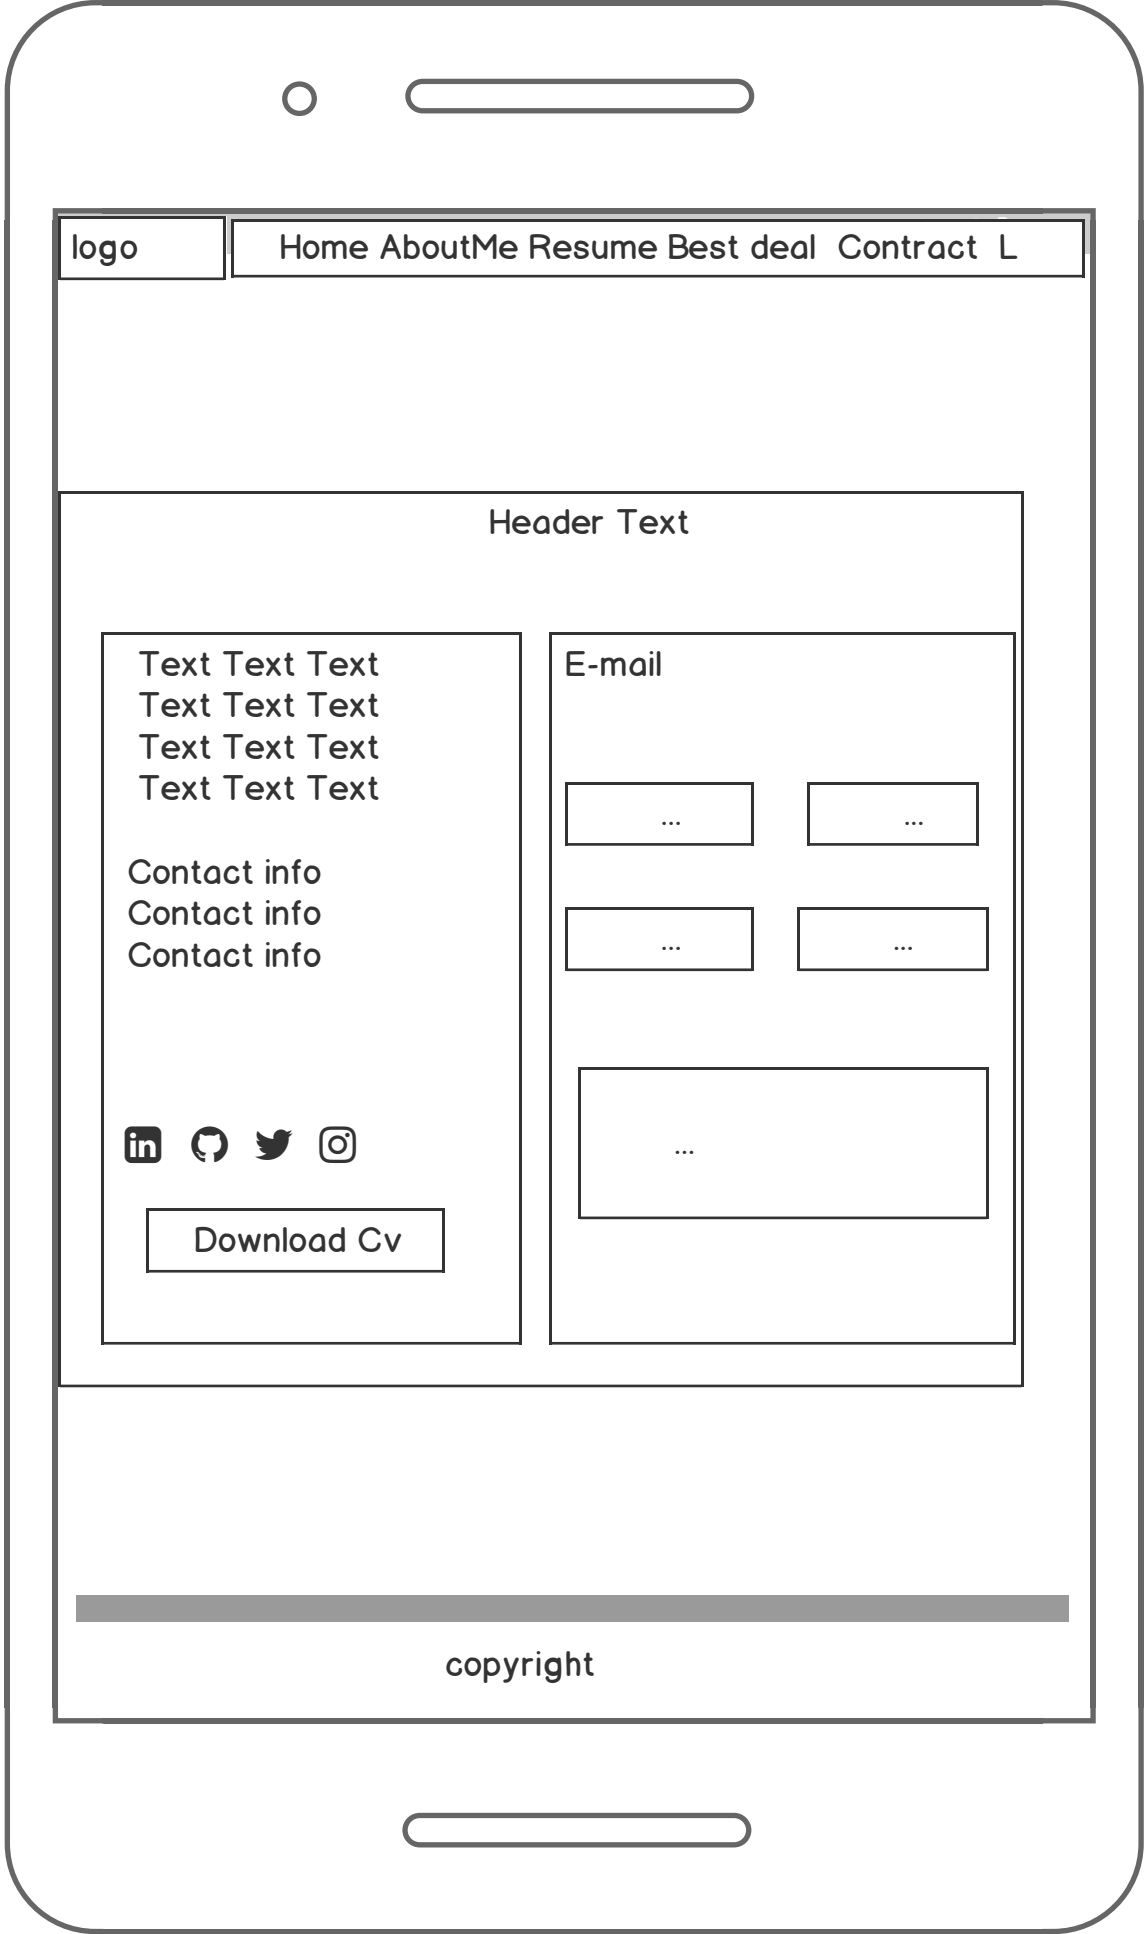 logo
Home AboutMe Resume Best deal Contract L
Header Text
Text Text Text
Text Text Text
Text Text Text
Text Text Text
Contact info
Contact info
Contact info
in
Download Cv
E-mail
... ...
... ...
...
copyright